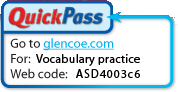 QuickPass
Go to glencoe.com
For: Vocabulary practice
Web code: ASD4003c6